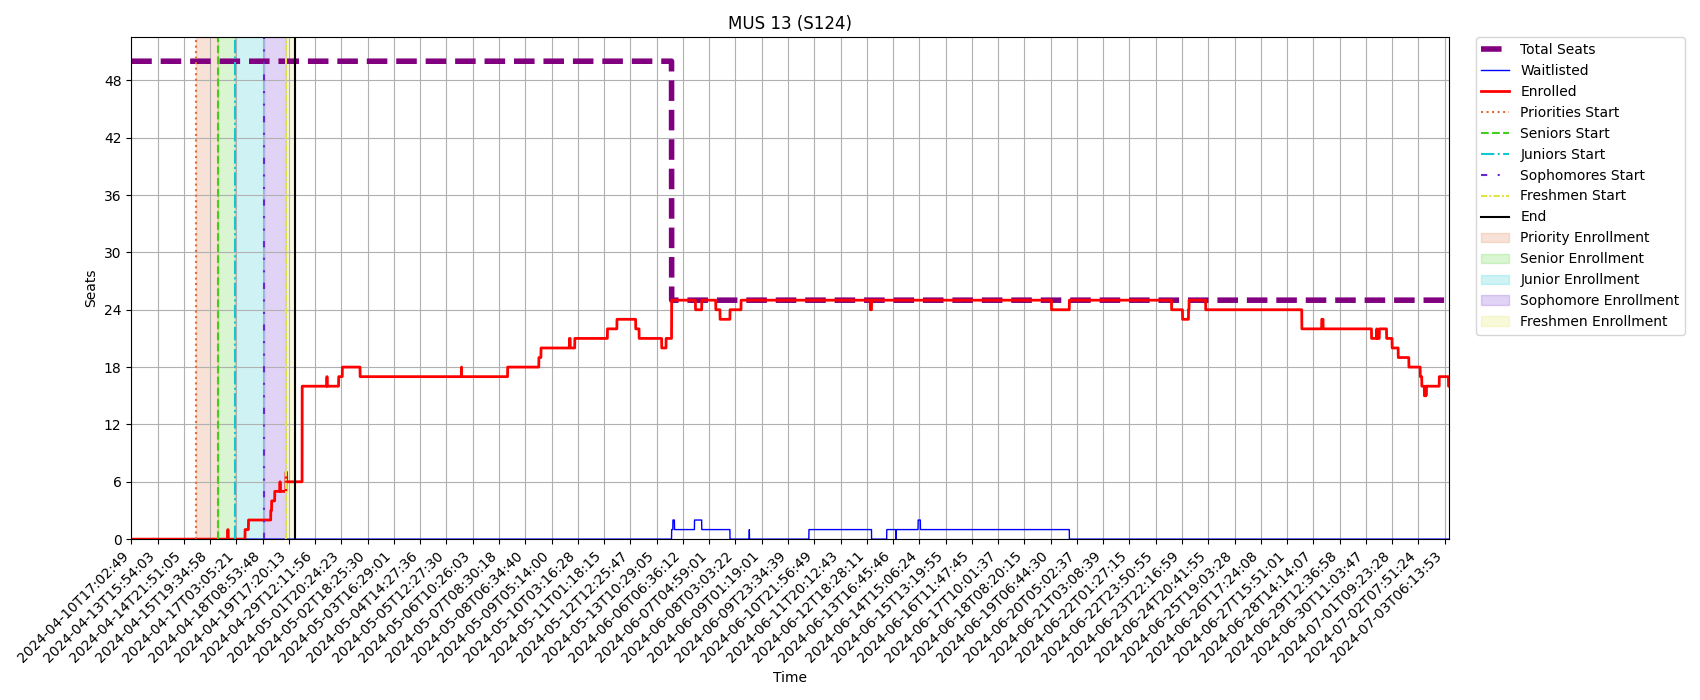 MUS 13 (S124)
Seats
48
42
36
30
24
18
12
6
0
2024-04-10T17:02:49
2024-04-13T15:54:03
2024-04-14T21:51:05
2024-04-15T19:34:58
2024-04-17T03:05:21
2024-04-18T08:53:48
2024-04-19T17:20:13
2024-04-29T12:11:56
2024-05-01T20:24:23
2024-05-02T18:25:30
2024-05-03T16:29:01
2024-05-04T14:27:36
2024-05-05T12:27:30
2024-05-06T10:26:03
2024-05-07T08:30:18
2024-05-08T06:34:40
2024-05-09T05:14:00
2024-05-10T03:16:28
2024-05-11T01:18:15
2024-05-12T12:25:47
2024-05-13T10:29:05
2024-06-06T06:36:12
2024-06-07T04:59:01
2024-06-08T03:03:22
2024-06-09T01:19:01
2024-06-09T23:34:39
2024-06-10T21:56:49
2024-06-11T20:12:43
2024-06-12T18:28:11
2024-06-13T16:45:46
2024-06-14T15:06:24
2024-06-15T13:19:55
2024-06-16T11:47:45
2024-06-17T10:01:37
2024-06-18T08:20:15
2024-06-19T06:44:30
2024-06-20T05:02:37
2024-06-21T03:08:39
2024-06-22T01:27:15
2024-06-22T23:50:55
2024-06-23T22:16:59
2024-06-24T20:41:55
2024-06-25T19:03:28
2024-06-26T17:24:08
2024-06-27T15:51:01
2024-06-28T14:14:07
2024-06-29T12:36:58
2024-06-30T11:03:47
2024-07-01T09:23:28
2024-07-02T07:51:24
2024-07-03T06:13:53
Time
Total Seats
Waitlisted
Enrolled
Priorities Start
Seniors Start
Juniors Start
Sophomores Start
Freshmen Start
End
Priority Enrollment
Senior Enrollment
Junior Enrollment
Sophomore Enrollment
Freshmen Enrollment